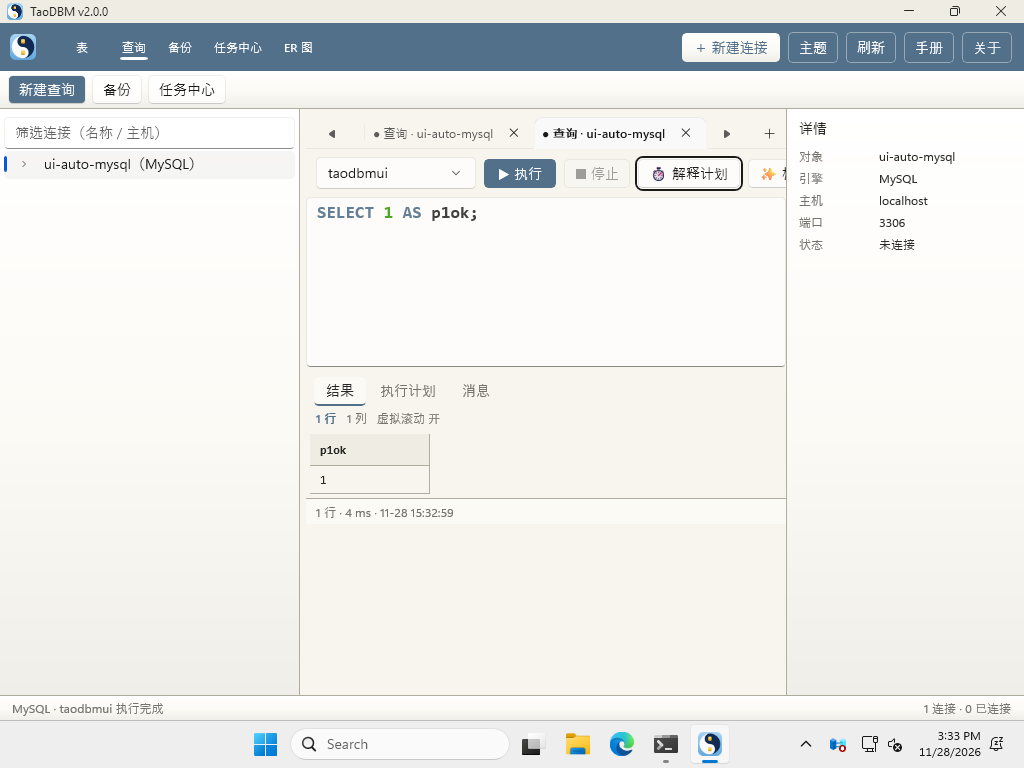 TaoDBM v2.0.0
表 查询 备份 任务中心 ER 图 + 新建连接 主题 刷新 手册 关于
新建查询 备份 任务中心
筛选连接（名称 / 主机）
ui-auto-mysql（MySQL）
查询 · ui-auto-mysql
查询 · ui-auto-mysql
taodbmui 执行 停止 解释计划
SELECT 1 AS p1ok;
结果 执行计划 消息
1 行 1 列 虚拟滚动 开
p1ok
1
1 行 · 4 ms · 11-28 15:32:59
详情
对象 ui-auto-mysql
引擎 MySQL
主机 localhost
端口 3306
状态 未连接
MySQL · taodbmui 执行完成 1 连接 · 0 已连接
Search
3:33 PM
11/28/2026